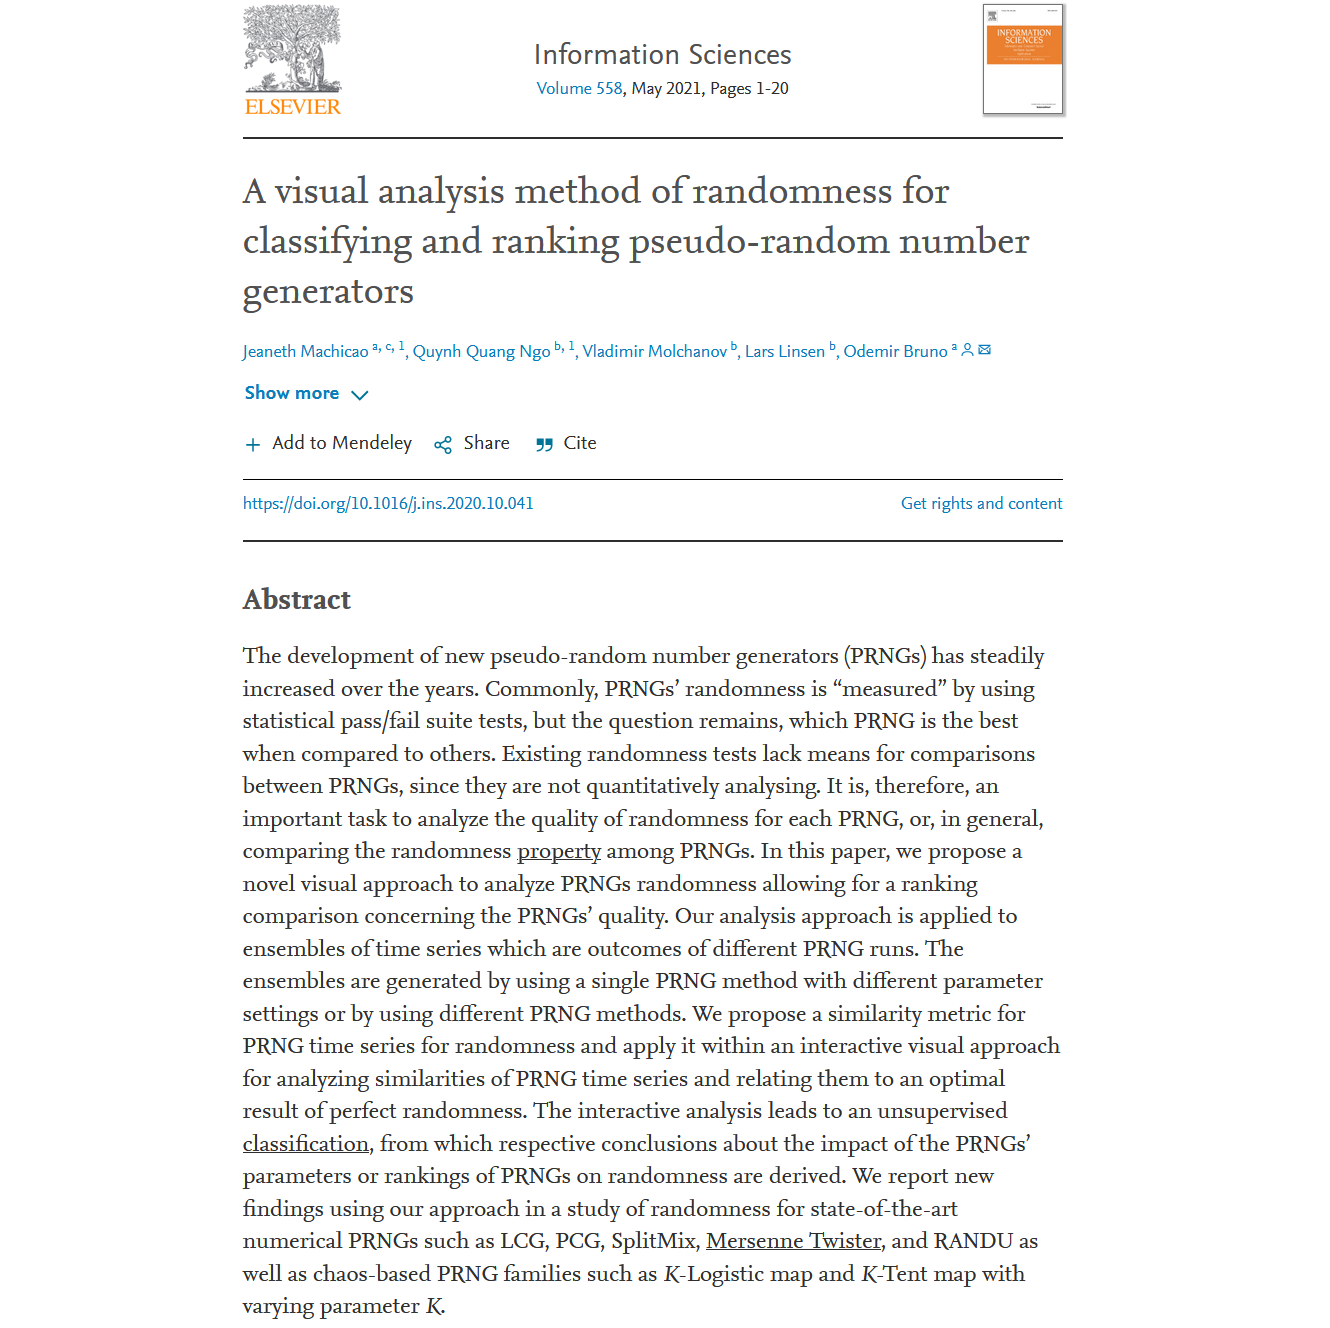 ELSEVIER
Information Sciences
Volume 558, May 2021, Pages 1-20
INFORMATION
SCIENCES
A visual analysis method of randomness for
classifying and ranking pseudo-random number
generators
Jeaneth Machicao a, c, 1, Quynh Quang Ngo b, 1, Vladimir Molchanov b, Lars Linsen b, Odemir Bruno a
Show more
Add to Mendeley Share Cite
https://doi.org/10.1016/j.ins.2020.10.041 Get rights and content
Abstract
The development of new pseudo-random number generators (PRNGs) has steadily
increased over the years. Commonly, PRNGs’ randomness is “measured” by using
statistical pass/fail suite tests, but the question remains, which PRNG is the best
when compared to others. Existing randomness tests lack means for comparisons
between PRNGs, since they are not quantitatively analysing. It is, therefore, an
important task to analyze the quality of randomness for each PRNG, or, in general,
comparing the randomness property among PRNGs. In this paper, we propose a
novel visual approach to analyze PRNGs randomness allowing for a ranking
comparison concerning the PRNGs’ quality. Our analysis approach is applied to
ensembles of time series which are outcomes of different PRNG runs. The
ensembles are generated by using a single PRNG method with different parameter
settings or by using different PRNG methods. We propose a similarity metric for
PRNG time series for randomness and apply it within an interactive visual approach
for analyzing similarities of PRNG time series and relating them to an optimal
result of perfect randomness. The interactive analysis leads to an unsupervised
classification, from which respective conclusions about the impact of the PRNGs’
parameters or rankings of PRNGs on randomness are derived. We report new
findings using our approach in a study of randomness for state-of-the-art
numerical PRNGs such as LCG, PCG, SplitMix, Mersenne Twister, and RANDU as
well as chaos-based PRNG families such as K-Logistic map and K-Tent map with
varying parameter K.